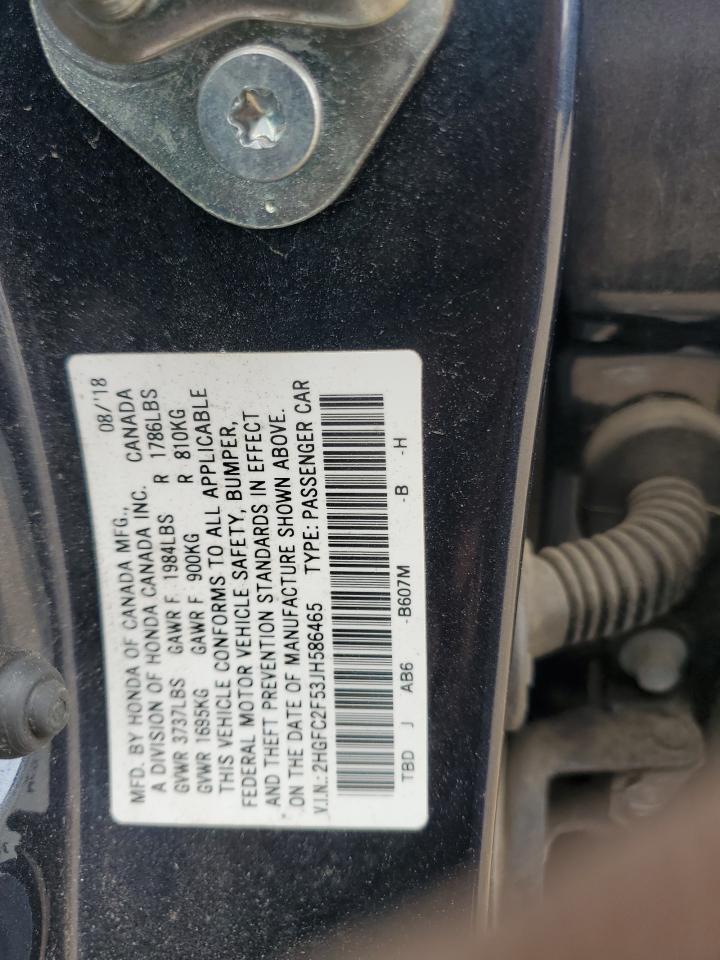 MFD. BY HONDA OF CANADA MFG., 08/18
A DIVISION OF HONDA CANADA INC. CANADA
GVWR 3737LBS GAWR F 1984LBS R 1786LBS
GVWR 1695KG GAWR F 900KG R 810KG
THIS VEHICLE CONFORMS TO ALL APPLICABLE
FEDERAL MOTOR VEHICLE SAFETY, BUMPER,
AND THEFT PREVENTION STANDARDS IN EFFECT
ON THE DATE OF MANUFACTURE SHOWN ABOVE.
V.I.N.: 2HGFC2F53JH586465 TYPE: PASSENGER CAR
TBD J AB6 -B607M -B -H